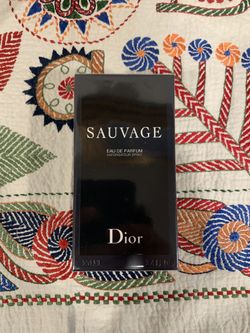 SAUVAGE
EAU DE PARFUM
VAPORISATEUR SPRAY
Dior